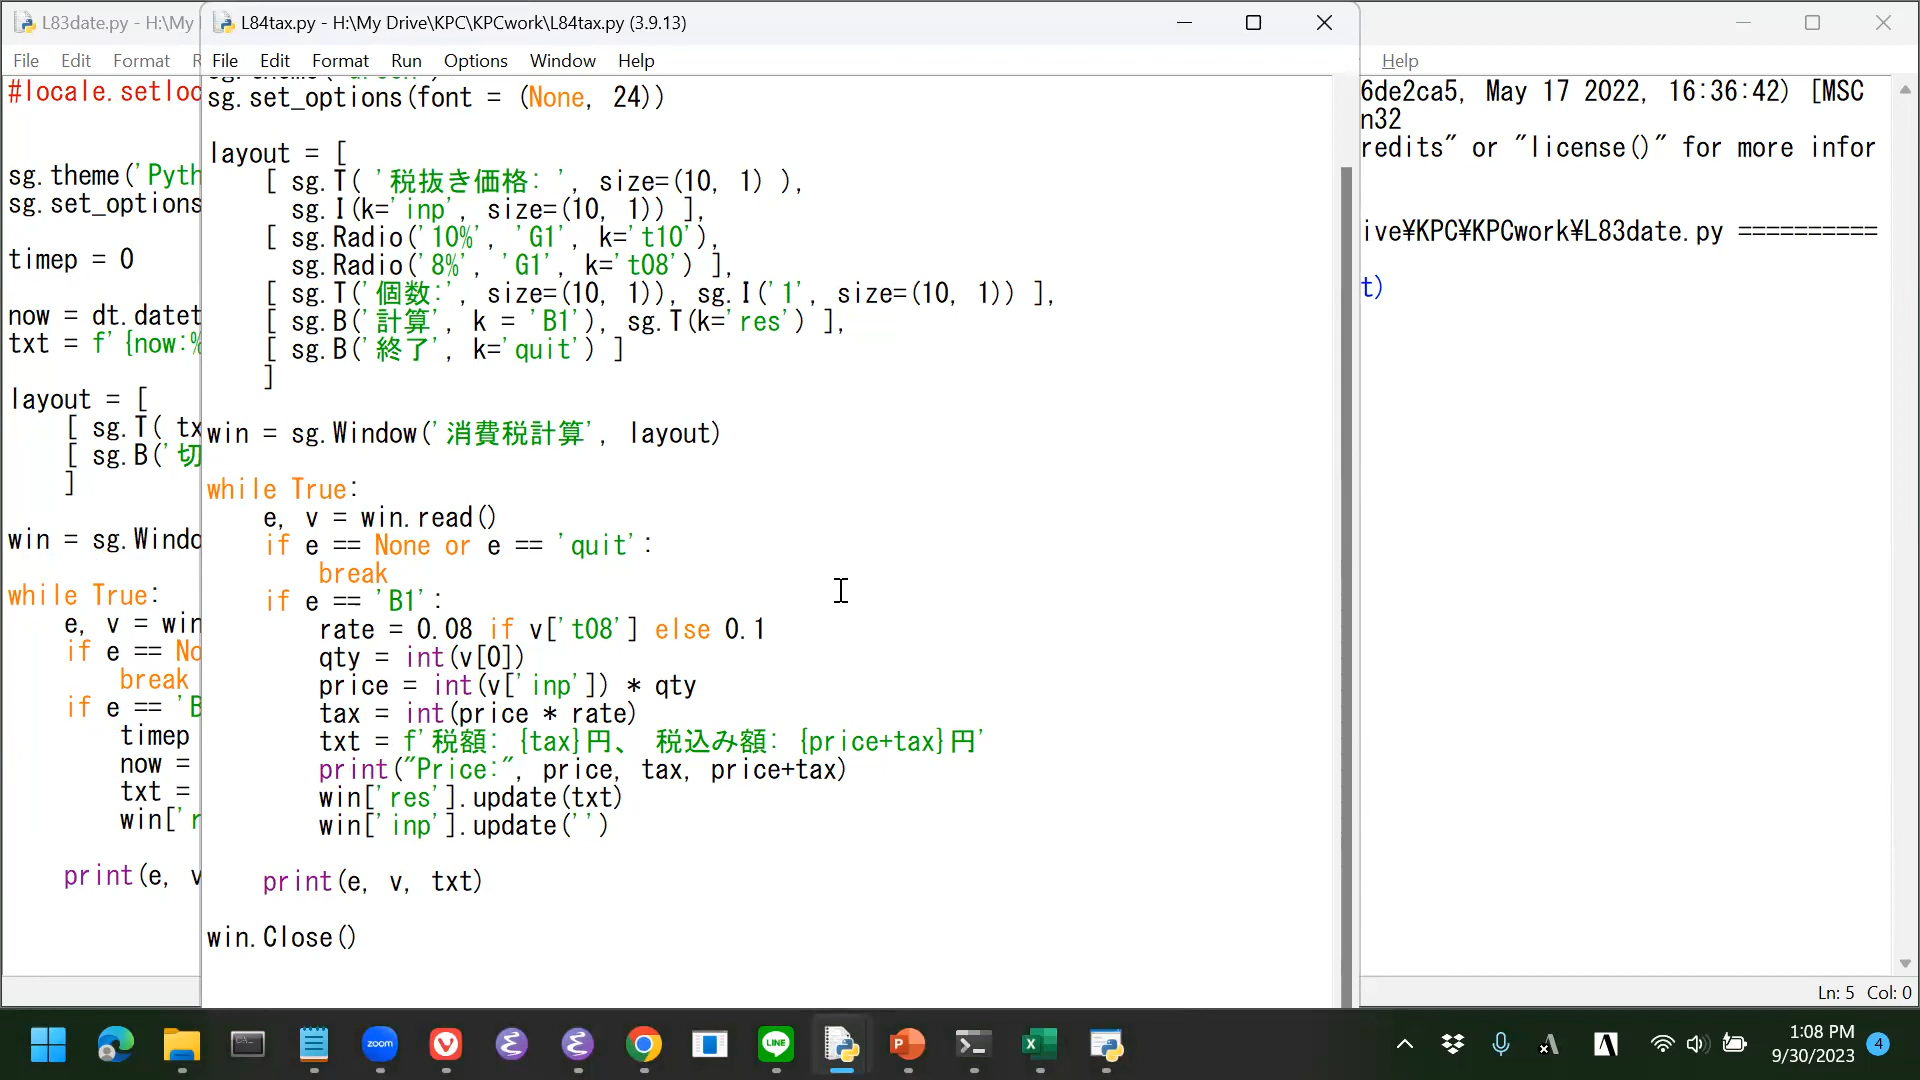 L83date.py - H:\My
File Edit Format R
#locale.setloc
sg.theme('Pyth
sg.set_options
timep = 0
now = dt.datet
txt = f'{now:%
layout = [
[ sg.T( tx
[ sg.B('切
]
win = sg.Windo
while True:
e, v = win
if e == No
break
if e == 'B
timep
now =
txt =
win['r
print(e, v
L84tax.py - H:\My Drive\KPC\KPCwork\L84tax.py (3.9.13)
File Edit Format Run Options Window Help
sg.set_options(font = (None, 24))
layout = [
[ sg.T( '税抜き価格: ', size=(10, 1) ),
sg.I(k='inp', size=(10, 1)) ],
[ sg.Radio('10%', 'G1', k='t10'),
sg.Radio('8%', 'G1', k='t08') ],
[ sg.T('個数:', size=(10, 1)), sg.I('1', size=(10, 1)) ],
[ sg.B('計算', k = 'B1'), sg.T(k='res') ],
[ sg.B('終了', k='quit') ]
]
win = sg.Window('消費税計算', layout)
while True:
e, v = win.read()
if e == None or e == 'quit':
break
if e == 'B1':
rate = 0.08 if v['t08'] else 0.1
qty = int(v[0])
price = int(v['inp']) * qty
tax = int(price * rate)
txt = f'税額: {tax}円、 税込み額: {price+tax}円'
print("Price:", price, tax, price+tax)
win['res'].update(txt)
win['inp'].update('')
print(e, v, txt)
win.Close()
Help
6de2ca5, May 17 2022, 16:36:42) [MSC
n32
redits" or "license()" for more infor
ive¥KPC¥KPCwork¥L83date.py ==========
t)
Ln: 5 Col: 0
zoom
LINE
P
X
A
A
1:08 PM
9/30/2023
4